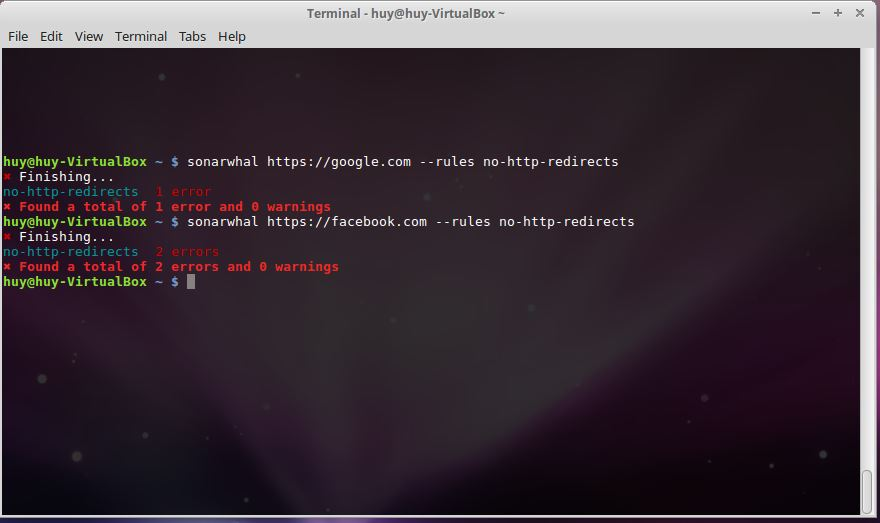 Terminal - huy@huy-VirtualBox ~
File Edit View Terminal Tabs Help
huy@huy-VirtualBox ~ $ sonarwhal https://google.com --rules no-http-redirects
✖ Finishing...
no-http-redirects 1 error
✖ Found a total of 1 error and 0 warnings
huy@huy-VirtualBox ~ $ sonarwhal https://facebook.com --rules no-http-redirects
✖ Finishing...
no-http-redirects 2 errors
✖ Found a total of 2 errors and 0 warnings
huy@huy-VirtualBox ~ $